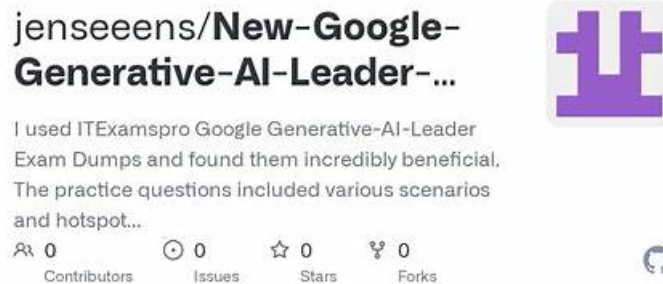 jenseeens/New-Google-
Generative-AI-Leader-...
I used ITExamspro Google Generative-AI-Leader
Exam Dumps and found them incredibly beneficial.
The practice questions included various scenarios
and hotspot...
0 0 0 0
Contributors Issues Stars Forks